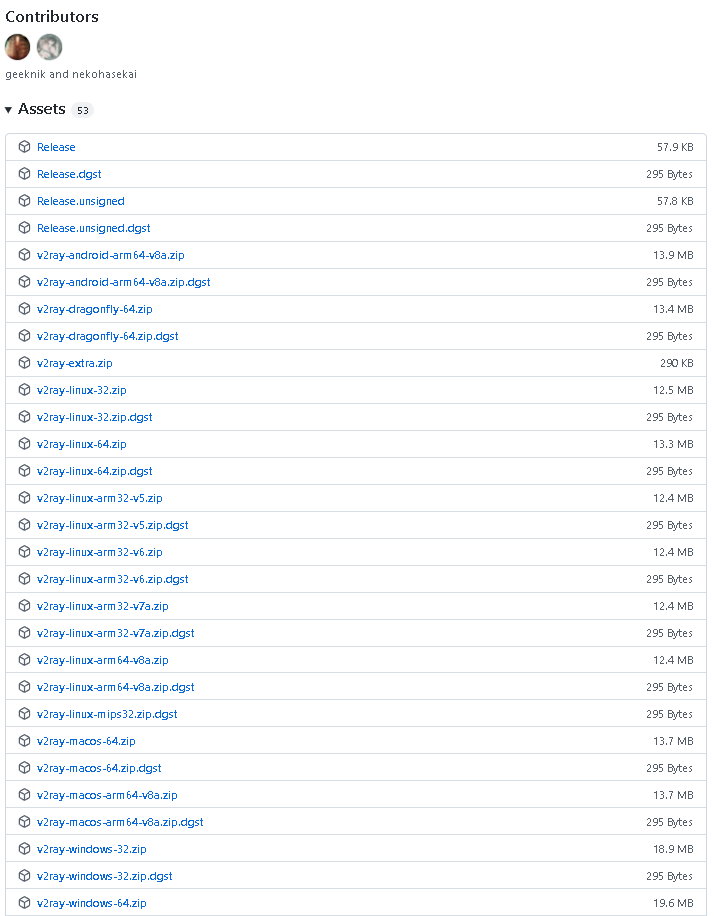 Contributors
geeknik and nekohasekai
Assets 53
Release 57.9 KB
Release.dgst 295 Bytes
Release.unsigned 57.8 KB
Release.unsigned.dgst 295 Bytes
v2ray-android-arm64-v8a.zip 13.9 MB
v2ray-android-arm64-v8a.zip.dgst 295 Bytes
v2ray-dragonfly-64.zip 13.4 MB
v2ray-dragonfly-64.zip.dgst 295 Bytes
v2ray-extra.zip 290 KB
v2ray-linux-32.zip 12.5 MB
v2ray-linux-32.zip.dgst 295 Bytes
v2ray-linux-64.zip 13.3 MB
v2ray-linux-64.zip.dgst 295 Bytes
v2ray-linux-arm32-v5.zip 12.4 MB
v2ray-linux-arm32-v5.zip.dgst 295 Bytes
v2ray-linux-arm32-v6.zip 12.4 MB
v2ray-linux-arm32-v6.zip.dgst 295 Bytes
v2ray-linux-arm32-v7a.zip 12.4 MB
v2ray-linux-arm32-v7a.zip.dgst 295 Bytes
v2ray-linux-arm64-v8a.zip 12.4 MB
v2ray-linux-arm64-v8a.zip.dgst 295 Bytes
v2ray-linux-mips32.zip.dgst 295 Bytes
v2ray-macos-64.zip 13.7 MB
v2ray-macos-64.zip.dgst 295 Bytes
v2ray-macos-arm64-v8a.zip 13.7 MB
v2ray-macos-arm64-v8a.zip.dgst 295 Bytes
v2ray-windows-32.zip 18.9 MB
v2ray-windows-32.zip.dgst 295 Bytes
v2ray-windows-64.zip 19.6 MB